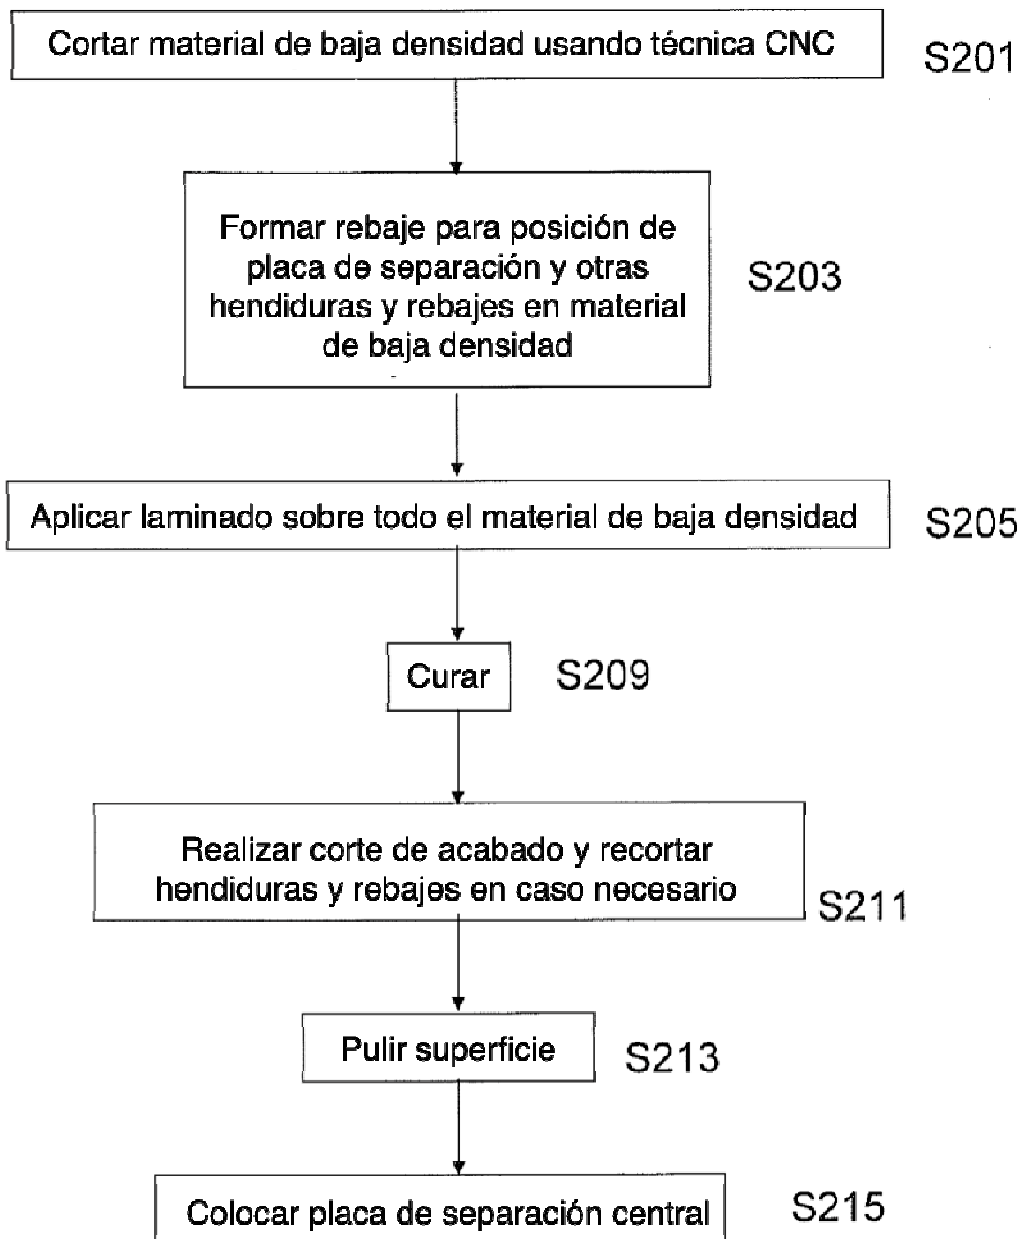 Cortar material de baja densidad usando técnica CNC
S201
Formar rebaje para posición de
placa de separación y otras
hendiduras y rebajes en material
de baja densidad
S203
Aplicar laminado sobre todo el material de baja densidad
S205
Curar
S209
Realizar corte de acabado y recortar
hendiduras y rebajes en caso necesario
S211
Pulir superficie
S213
Colocar placa de separación central
S215